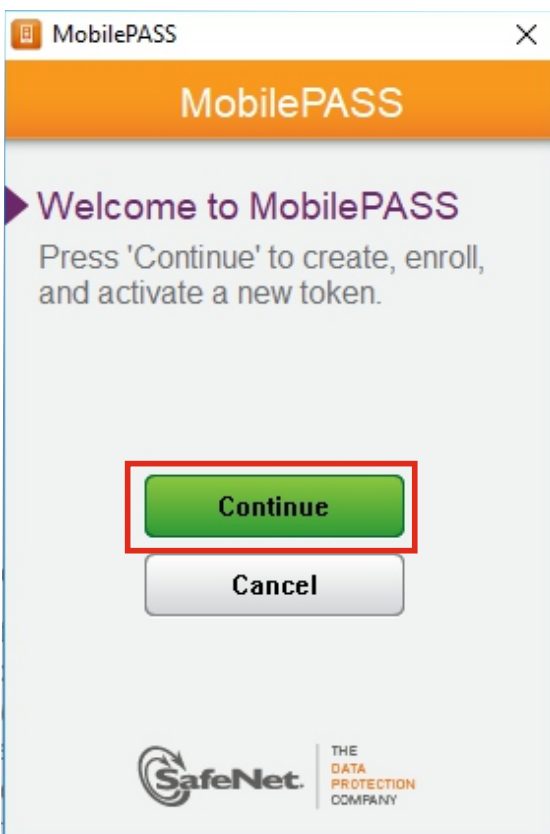 MobilePASS
MobilePASS
Welcome to MobilePASS
Press 'Continue' to create, enroll,
and activate a new token.
Continue
Cancel
SafeNet.
THE
DATA
PROTECTION
COMPANY